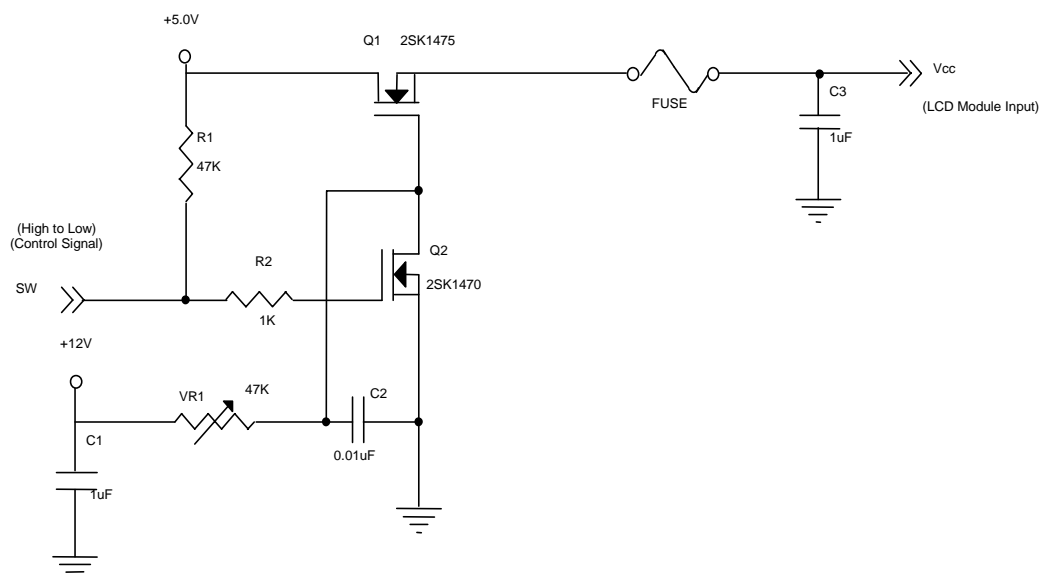 +5.0V
Q1 2SK1475
FUSE
C3
1uF
Vcc
(LCD Module Input)
R1
47K
(High to Low)
(Control Signal)
SW
R2
1K
Q2
2SK1470
+12V
VR1
47K
C2
0.01uF
C1
1uF